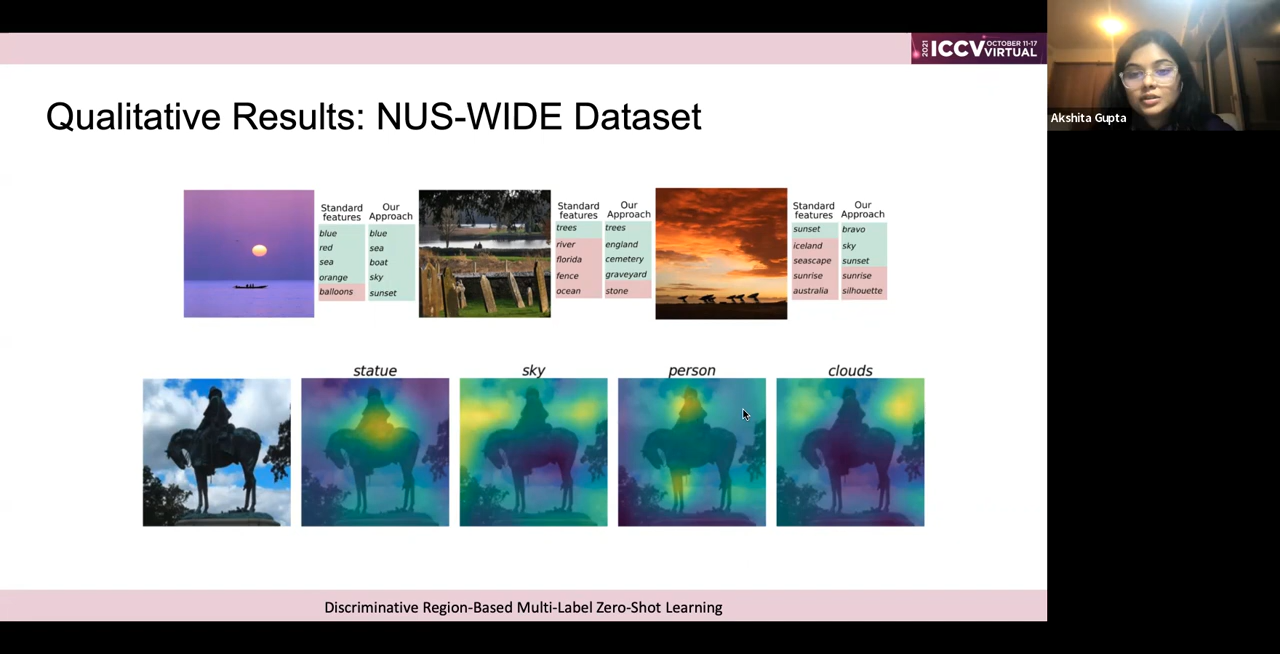 2021 ICCV OCTOBER 11-17 VIRTUAL
Akshita Gupta
Qualitative Results: NUS-WIDE Dataset
Standard features
Our Approach
blue blue
red sea
sea boat
orange sky
balloons sunset
Standard features
Our Approach
trees trees
river england
florida cemetery
fence graveyard
ocean stone
Standard features
Our Approach
sunset bravo
iceland sky
seascape sunset
sunrise sunrise
australia silhouette
statue sky person clouds
Discriminative Region-Based Multi-Label Zero-Shot Learning